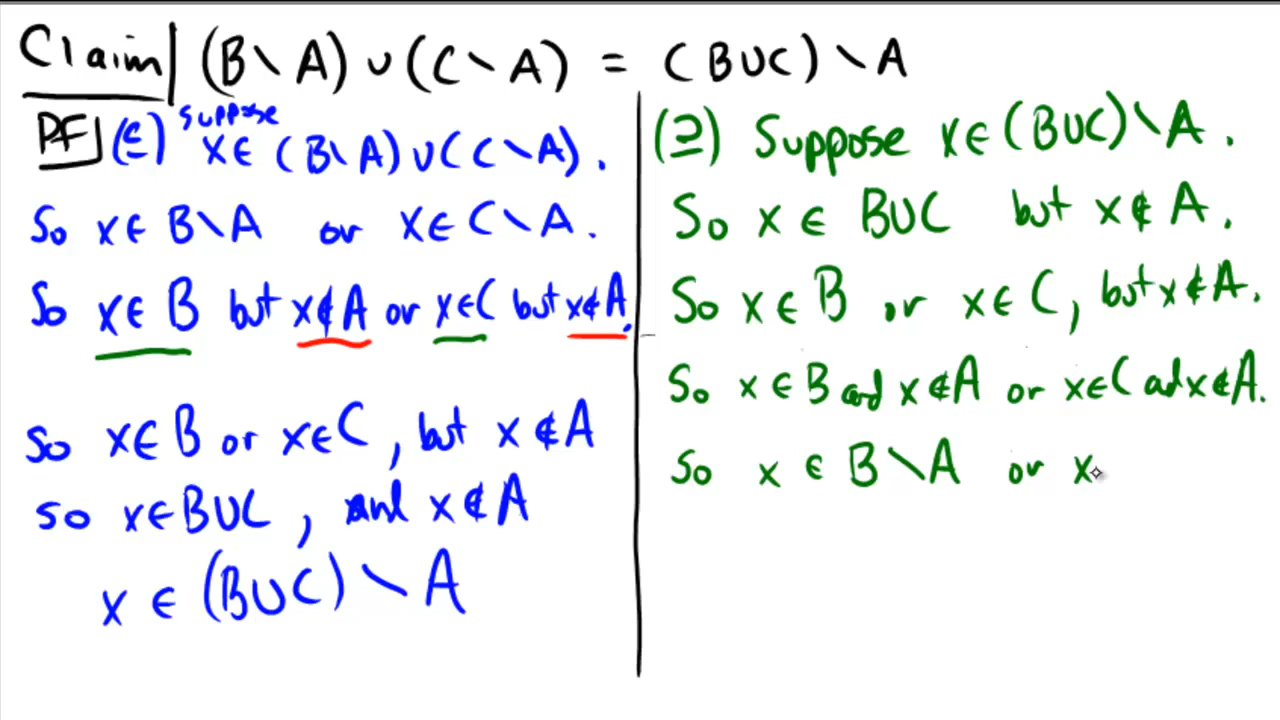 Claim (B\A) ∪ (C\A) = (B∪C)\A
PF (⊆) suppose x∈ (B\A) ∪ (C\A).
So x∈ B\A or x∈ C\A.
So x∈B but x∉A or x∈C but x∉A.
So x∈B or x∈C, but x∉A
so x∈B∪C, and x∉A
x∈ (B∪C)\A
(⊇) Suppose x∈ (B∪C)\A.
So x∈ B∪C but x∉A.
So x∈B or x∈C, but x∉A.
So x∈B and x∉A or x∈C ad x∉A.
So x∈ B\A or x